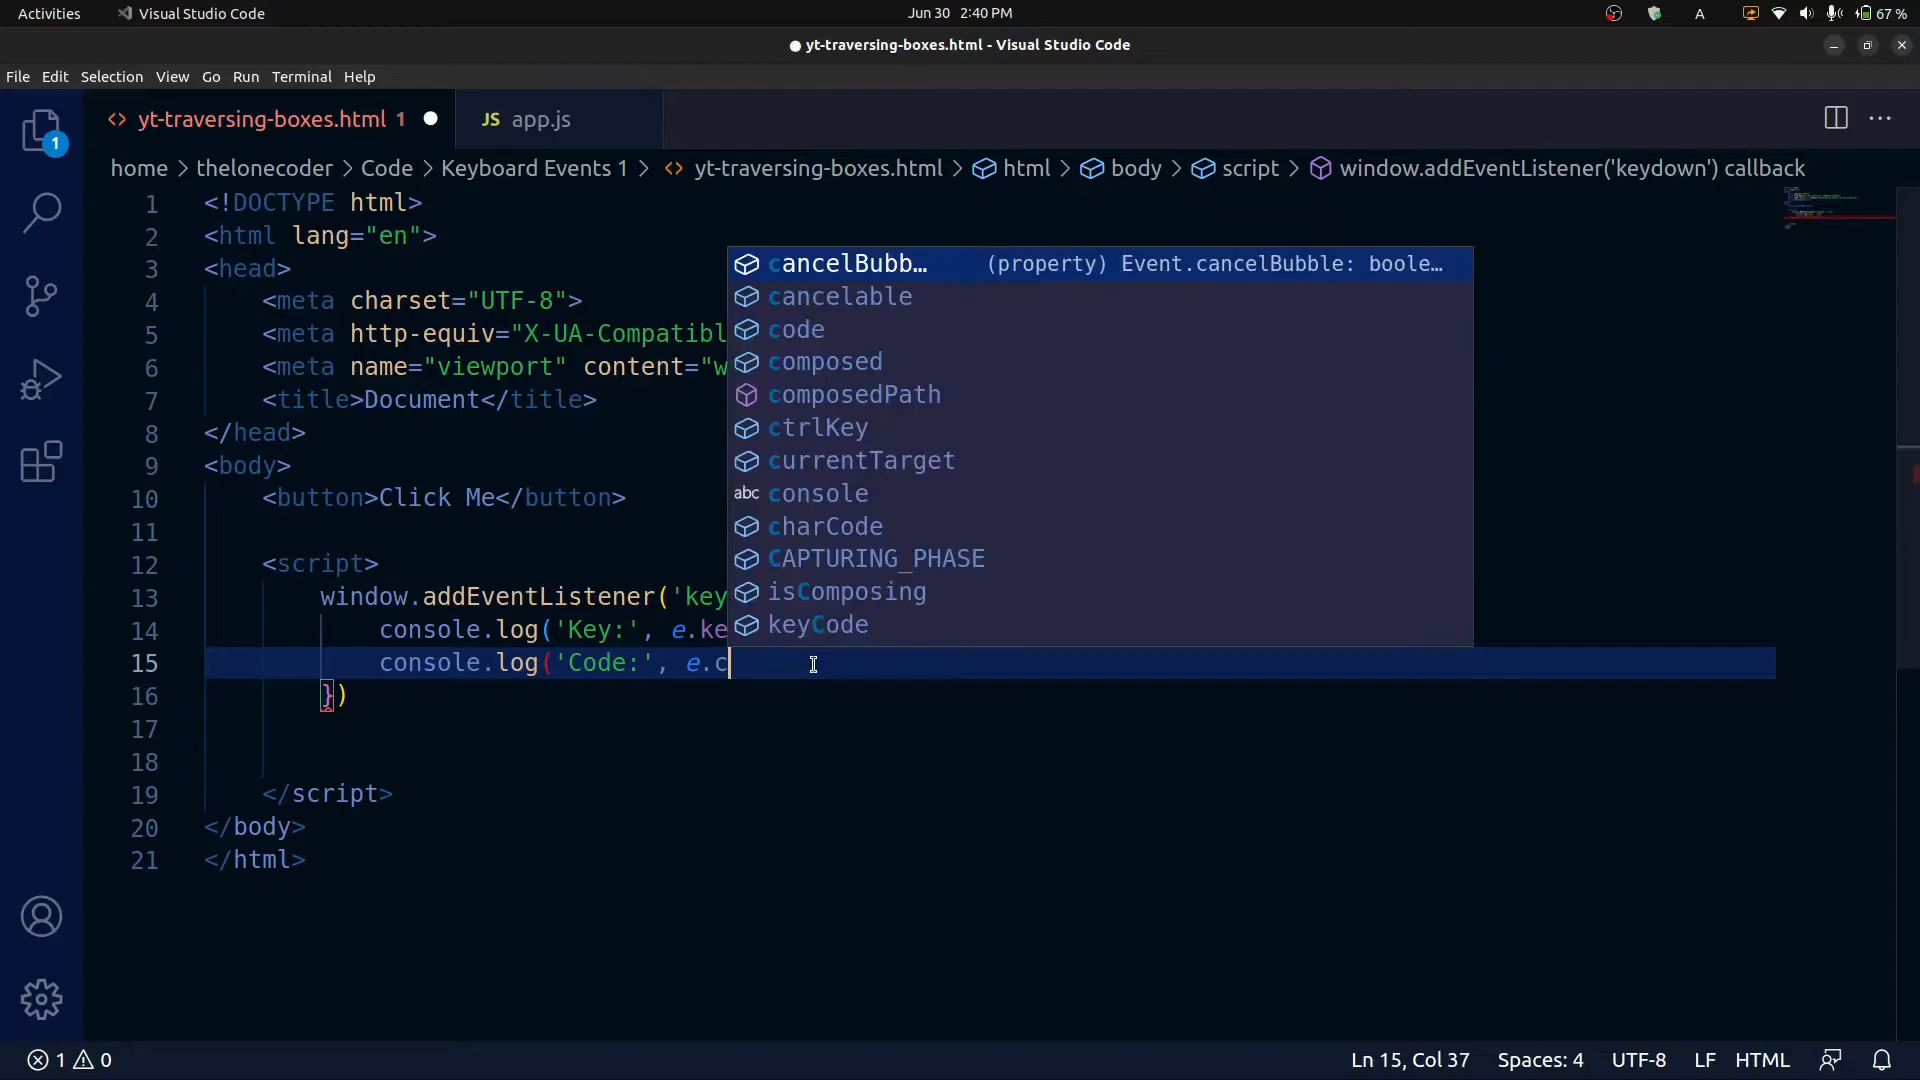 Activities Visual Studio Code Jun 30 2:40 PM A 67 %
yt-traversing-boxes.html - Visual Studio Code
File Edit Selection View Go Run Terminal Help
yt-traversing-boxes.html 1 JS app.js
1
home > thelonecoder > Code > Keyboard Events 1 > yt-traversing-boxes.html > html > body > script > window.addEventListener('keydown') callback
1 <!DOCTYPE html>
2 <html lang="en">
3 <head>
4 <meta charset="UTF-8">
5 <meta http-equiv="X-UA-Compatibl
6 <meta name="viewport" content="w
7 <title>Document</title>
8 </head>
9 <body>
10 <button>Click Me</button>
11
12 <script>
13 window.addEventListener('key
14 console.log('Key:', e.ke
15 console.log('Code:', e.c
16 })
17
18
19 </script>
20 </body>
21 </html>
cancelBubb… (property) Event.cancelBubble: boole…
cancelable
code
composed
composedPath
ctrlKey
currentTarget
abc console
charCode
CAPTURING_PHASE
isComposing
keyCode
1 0 Ln 15, Col 37 Spaces: 4 UTF-8 LF HTML